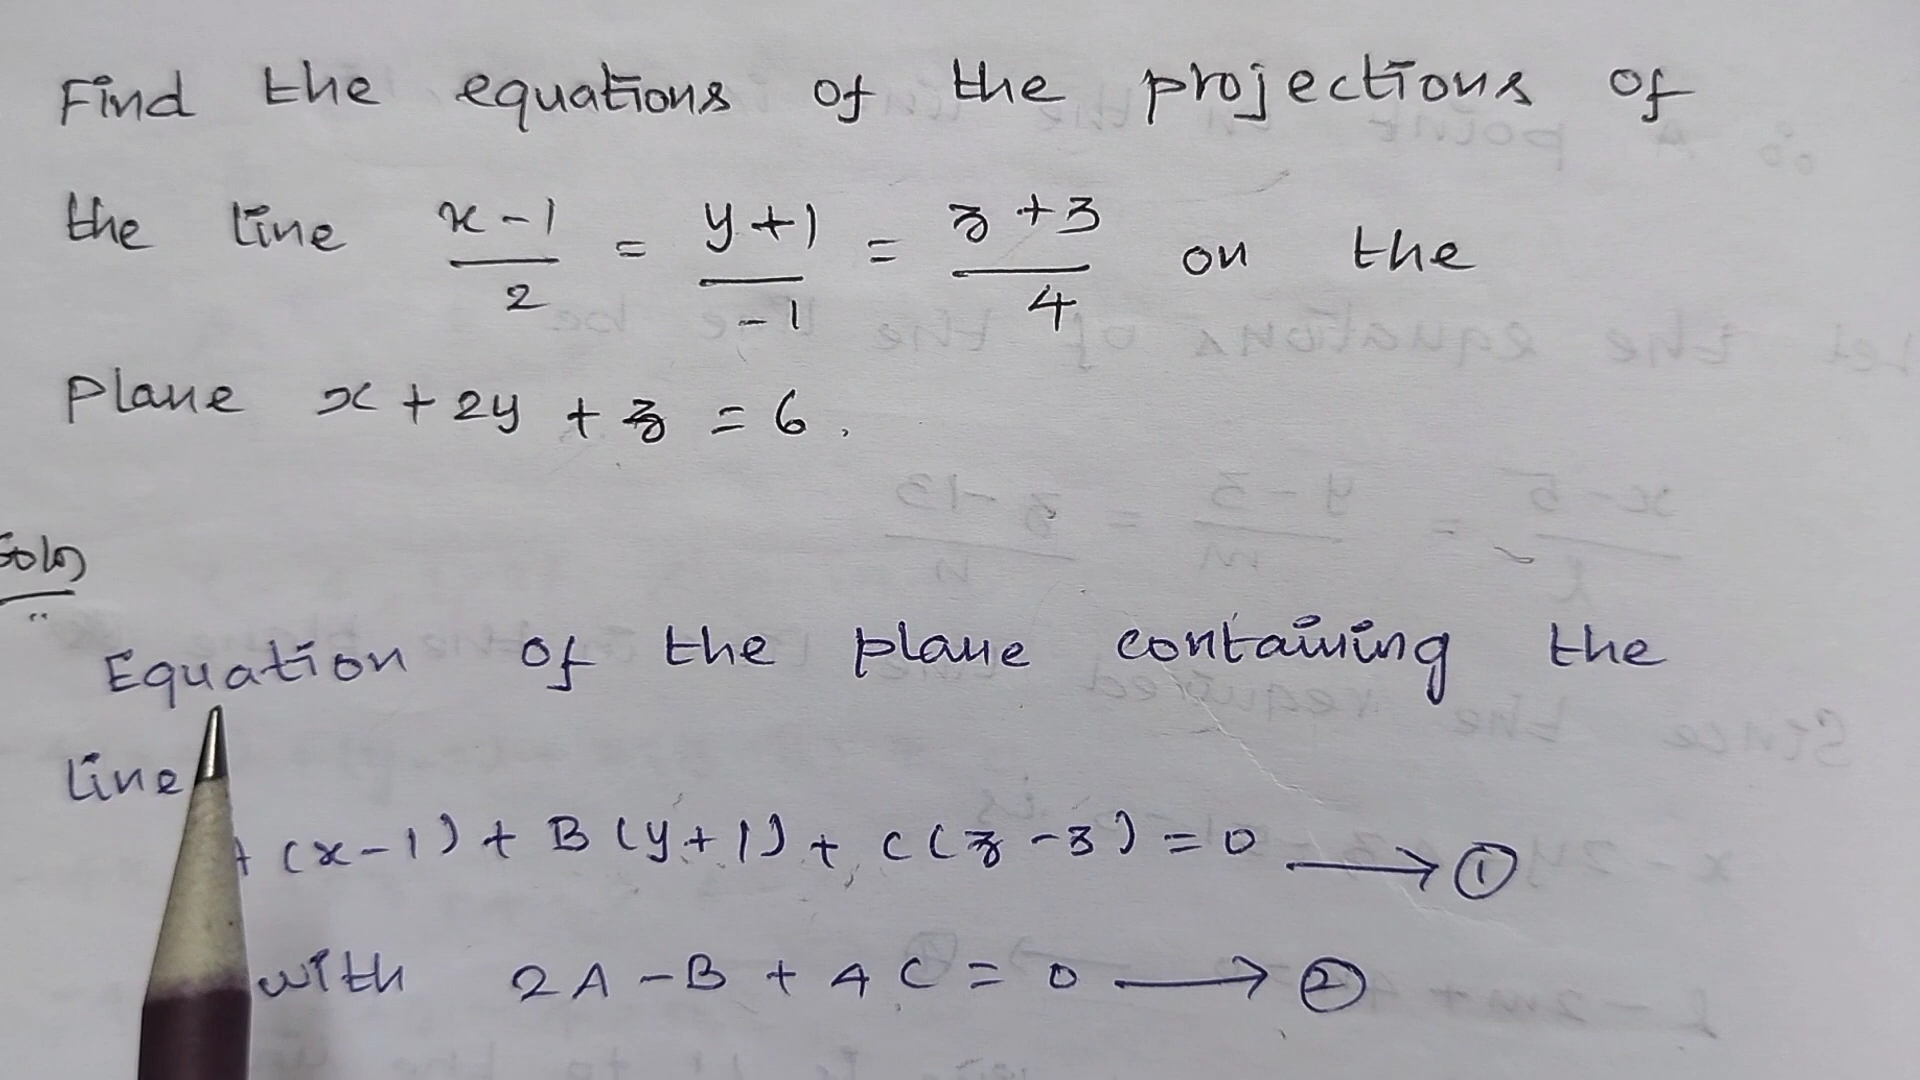 Find the equations of the projections of
the line x-1/2 = y+1/-1 = z+3/4 on the
plane x + 2y + z = 6.
Soln
Equation of the plane containing the
line
(x-1) + B(y+1) + C(z-3) = 0 → ①
with 2A - B + 4C = 0 → ②